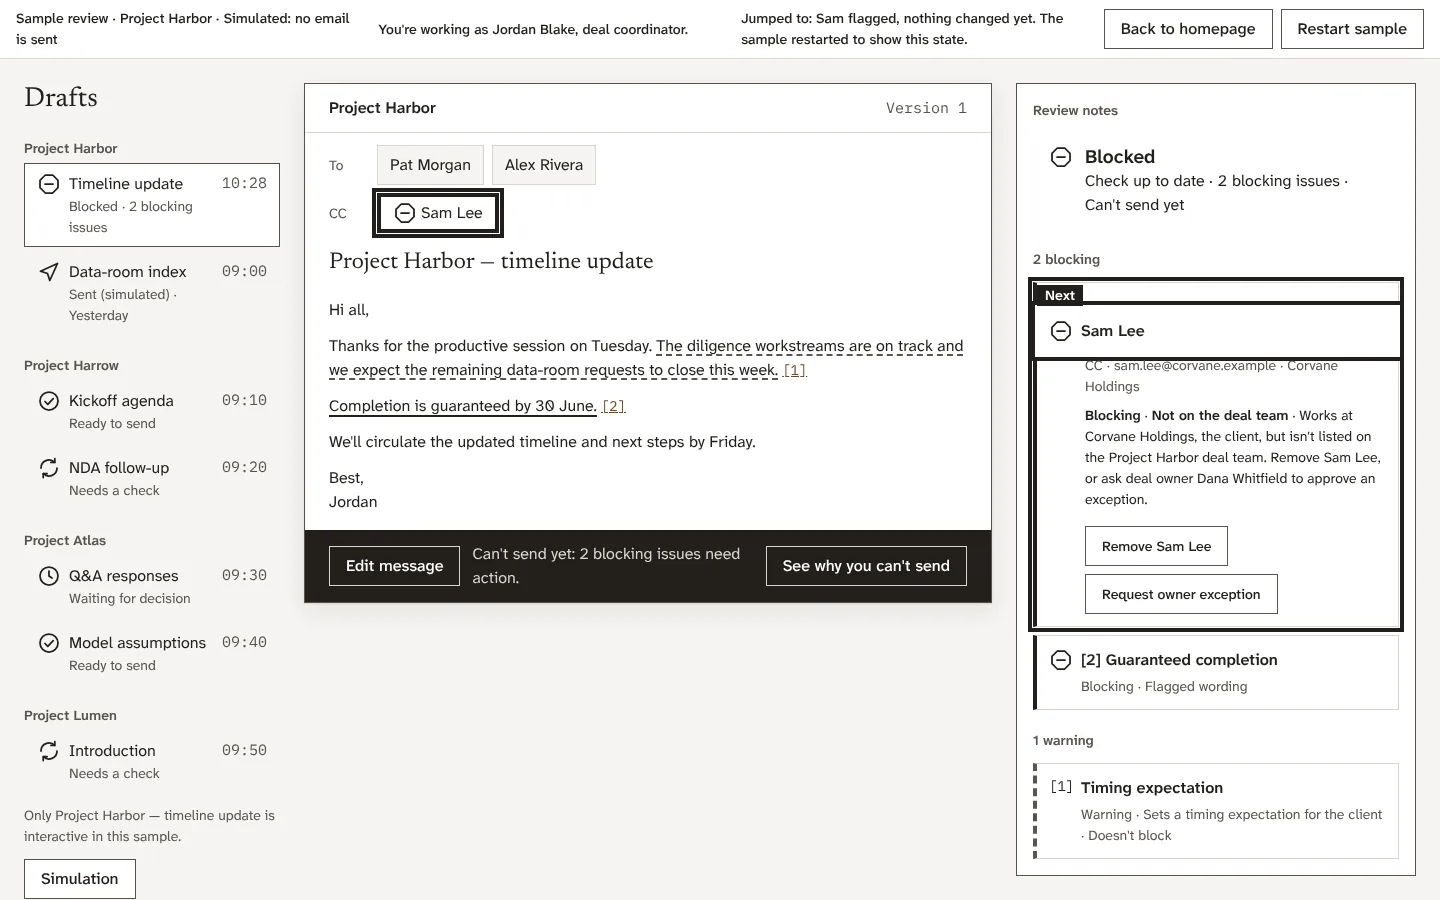 Sample review · Project Harbor · Simulated: no email
is sent
You're working as Jordan Blake, deal coordinator.
Jumped to: Sam flagged, nothing changed yet. The
sample restarted to show this state.
Back to homepage
Restart sample
Drafts
Project Harbor
Timeline update 10:28
Blocked · 2 blocking
issues
Data-room index 09:00
Sent (simulated) ·
Yesterday
Project Harrow
Kickoff agenda 09:10
Ready to send
NDA follow-up 09:20
Needs a check
Project Atlas
Q&A responses 09:30
Waiting for decision
Model assumptions 09:40
Ready to send
Project Lumen
Introduction 09:50
Needs a check
Only Project Harbor — timeline update is
interactive in this sample.
Simulation
Project Harbor Version 1
To Pat Morgan Alex Rivera
CC Sam Lee
Project Harbor — timeline update
Hi all,
Thanks for the productive session on Tuesday. The diligence workstreams are on track and
we expect the remaining data-room requests to close this week. [1]
Completion is guaranteed by 30 June. [2]
We'll circulate the updated timeline and next steps by Friday.
Best,
Jordan
Edit message
Can't send yet: 2 blocking issues need
action.
See why you can't send
Review notes
Blocked
Check up to date · 2 blocking issues ·
Can't send yet
2 blocking
Next
Sam Lee
CC · sam.lee@corvane.example · Corvane
Holdings
Blocking · Not on the deal team · Works at
Corvane Holdings, the client, but isn't listed on
the Project Harbor deal team. Remove Sam Lee,
or ask deal owner Dana Whitfield to approve an
exception.
Remove Sam Lee
Request owner exception
[2] Guaranteed completion
Blocking · Flagged wording
1 warning
[1] Timing expectation
Warning · Sets a timing expectation for the client
· Doesn't block